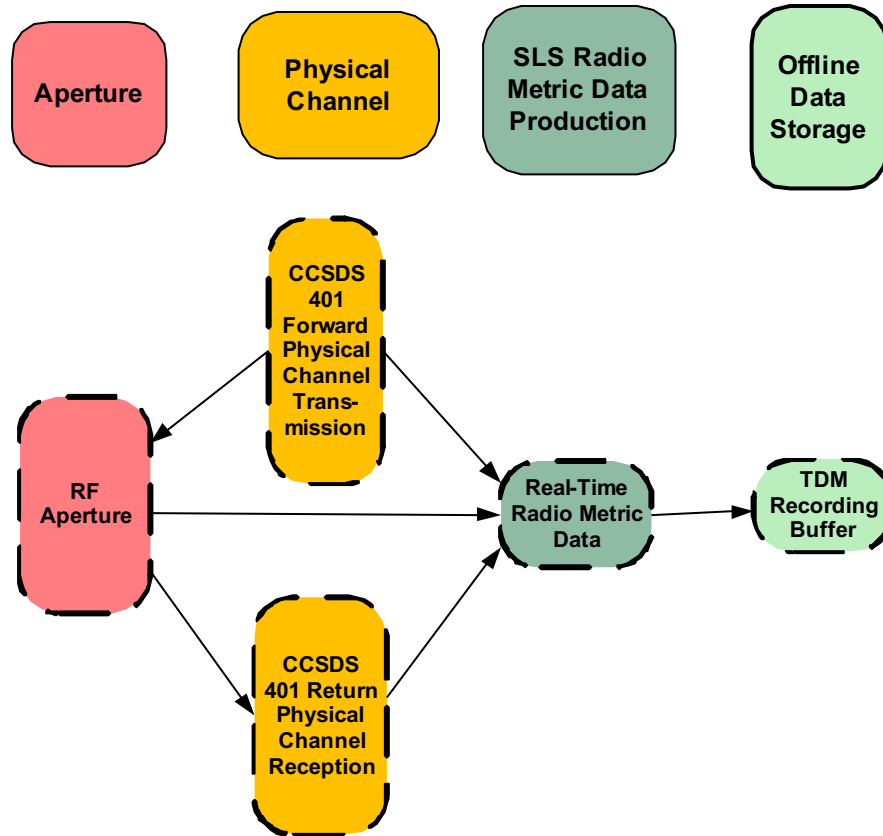 Aperture
Physical
Channel
SLS Radio
Metric Data
Production
Offline
Data
Storage
CCSDS
401
Forward
Physical
Channel
Trans-
mission
RF
Aperture
Real-Time
Radio Metric
Data
TDM
Recording
Buffer
CCSDS
401 Return
Physical
Channel
Reception